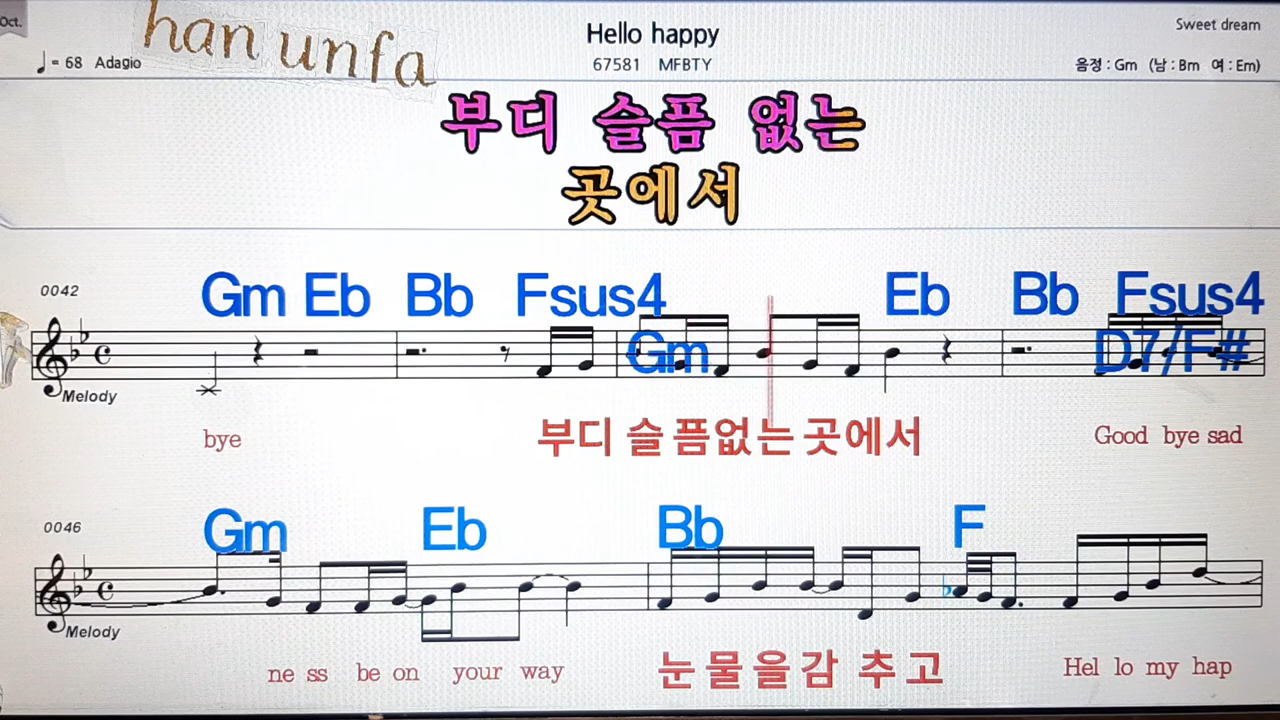 Oct.
han unfa
Hello happy
Sweet dream
♩= 68 Adagio
67581 MFBTY
음정 : Gm (남 : Bm 여 : Em)
부디 슬픔 없는
곳에서
0042
Gm Eb Bb Fsus4 Eb Bb Fsus4
Gm D7/F#
Melody
bye 부디 슬픔없는곳에서 Good bye sad
0046
Gm Eb Bb F
Melody
ne ss be on your way 눈물을감 추고 Hel lo my hap